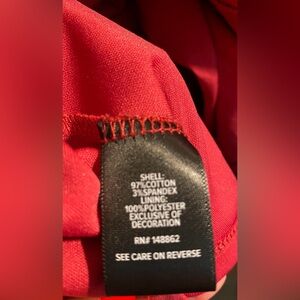 SHELL:
97%COTTON
3%SPANDEX
LINING:
100%POLYESTER
EXCLUSIVE OF
DECORATION
RN# 148862
SEE CARE ON REVERSE